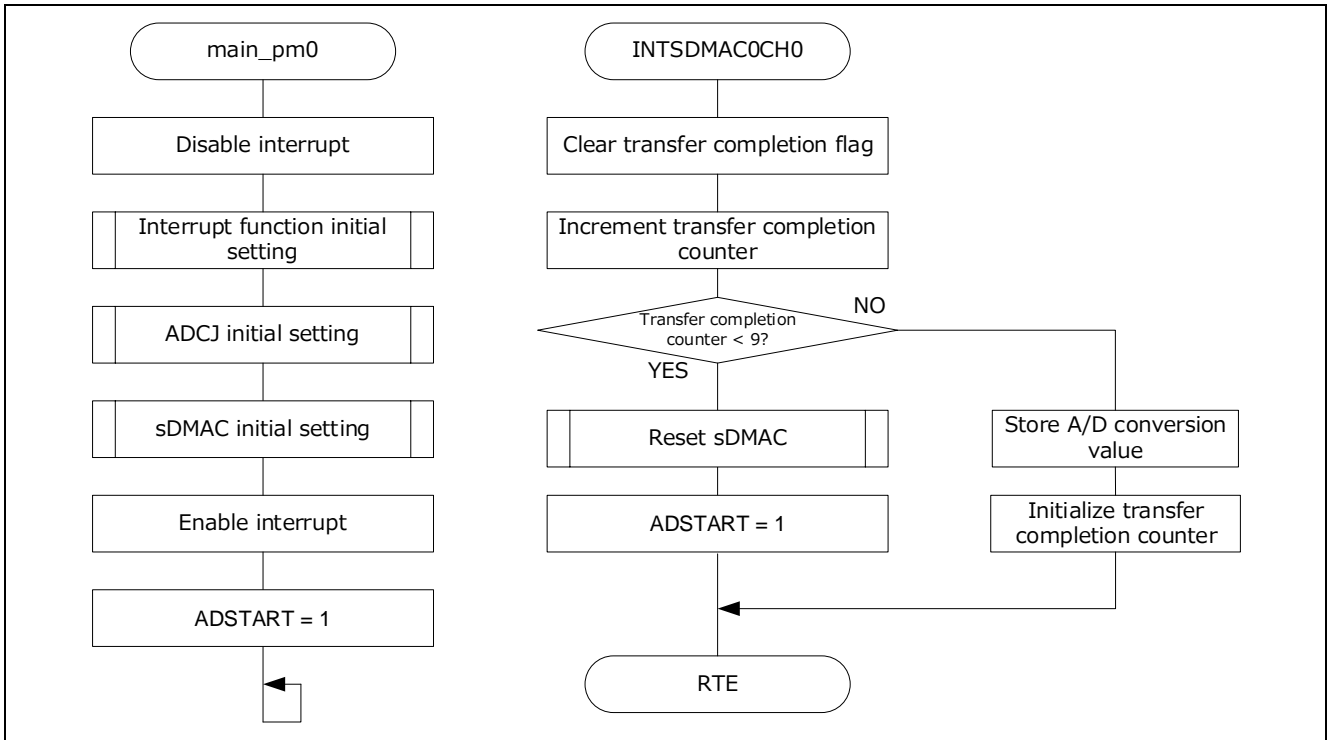 main_pm0
Disable interrupt
Interrupt function initial
setting
ADCJ initial setting
sDMAC initial setting
Enable interrupt
ADSTART = 1
INTSDMAC0CH0
Clear transfer completion flag
Increment transfer completion
counter
Transfer completion
counter < 9?
NO
YES
Reset sDMAC
ADSTART = 1
Store A/D conversion
value
Initialize transfer
completion counter
RTE